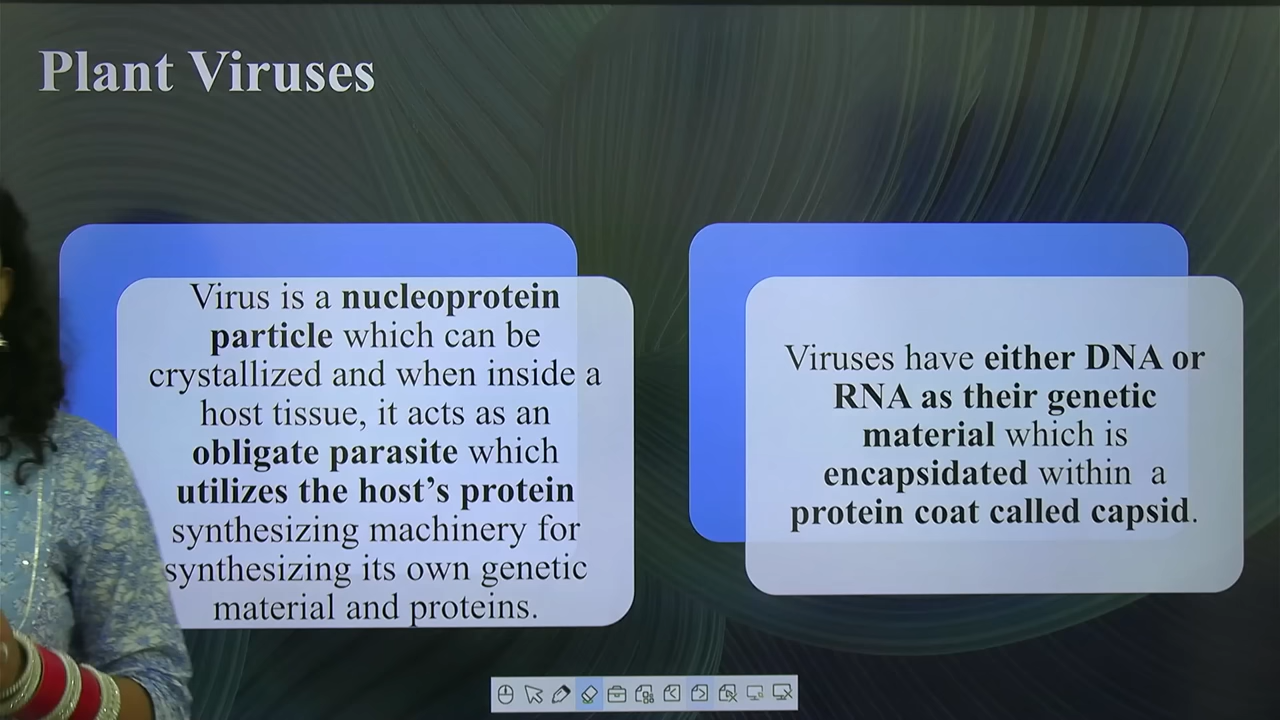 Plant Viruses
Virus is a nucleoprotein
particle which can be
crystallized and when inside a
host tissue, it acts as an
obligate parasite which
utilizes the host's protein
synthesizing machinery for
synthesizing its own genetic
material and proteins.
Viruses have either DNA or
RNA as their genetic
material which is
encapsidated within a
protein coat called capsid.